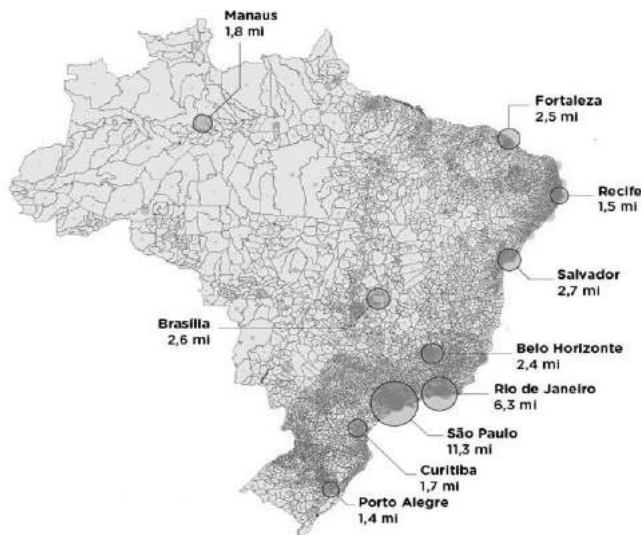 Manaus
1,8 mi
Fortaleza
2,5 mi
Recife
1,5 mi
Salvador
2,7 mi
Brasília
2,6 mi
Belo Horizonte
2,4 mi
Rio de Janeiro
6,3 mi
São Paulo
11,3 mi
Curitiba
1,7 mi
Porto Alegre
1,4 mi